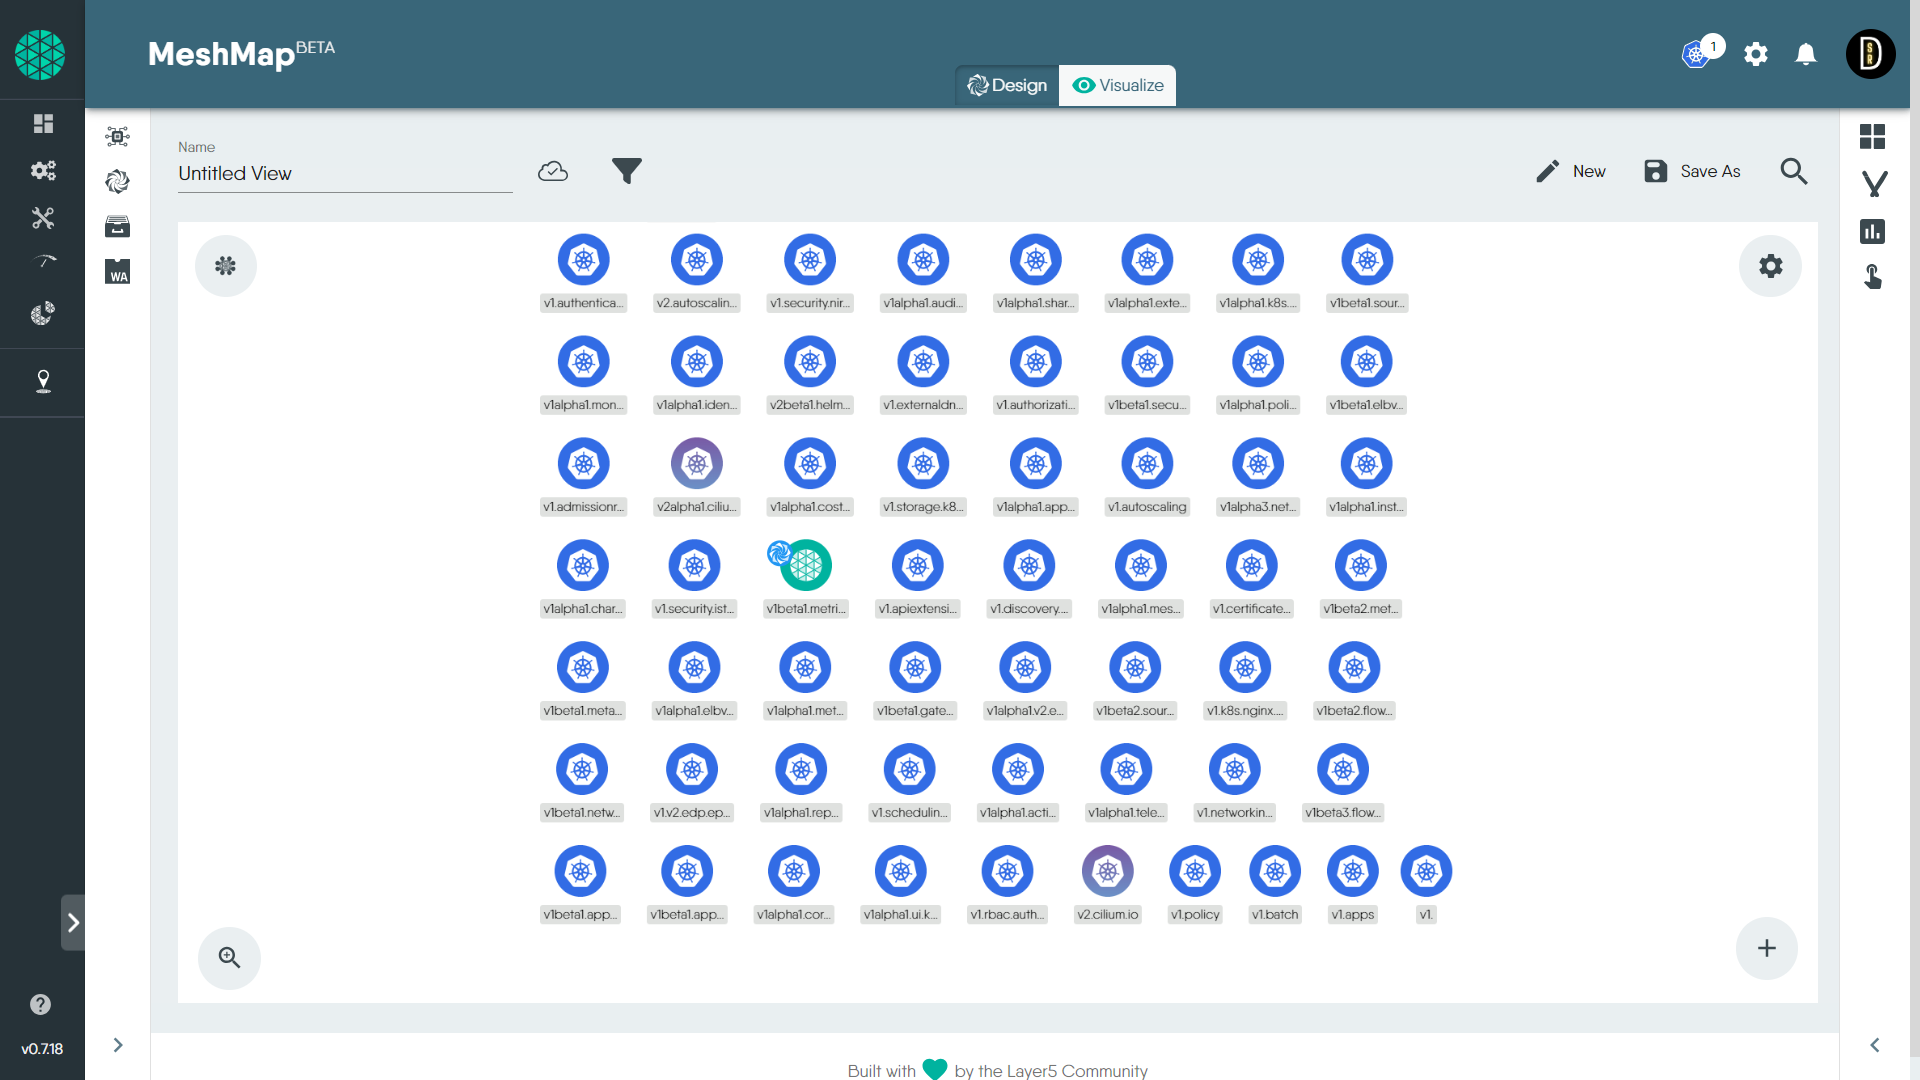 MeshMap BETA
1
Design
Visualize
Name
Untitled View
New
Save As
WA
v1.authentica...
v2.autoscalin...
v1.security.nir...
v1alpha1.audi...
v1alpha1.shar...
v1alpha1.exte...
v1alpha1.k8s....
v1beta1.sour...
v1alpha1.mon...
v1alpha1.iden...
v2beta1.helm...
v1.externaldn...
v1.authorizati...
v1beta1.secu...
v1alpha1.poli...
v1beta1.elbv...
v1.admissionr...
v2alpha1.ciliu...
v1alpha1.cost...
v1.storage.k8...
v1alpha1.app...
v1.autoscaling
v1alpha3.net...
v1alpha1.inst...
v1alpha1.char...
v1.security.ist...
v1beta1.metri...
v1.apiextensi...
v1.discovery....
v1alpha1.mes...
v1.certificate...
v1beta2.met...
v1beta1.meta...
v1alpha1.elbv...
v1alpha1.met...
v1beta1.gate...
v1alpha1.v2.e...
v1beta2.sour...
v1.k8s.nginx....
v1beta2.flow...
v1beta1.netw...
v1.v2.edp.ep...
v1alpha1.rep...
v1.schedulin...
v1alpha1.acti...
v1alpha1.tele...
v1.networkin...
v1beta3.flow...
v1beta1.app...
v1beta1.app...
v1alpha1.cor...
v1alpha1.ui.k...
v1.rbac.auth...
v2.cilium.io
v1.policy
v1.batch
v1.apps
v1.
v0.7.18
Built with by the Layer5 Community